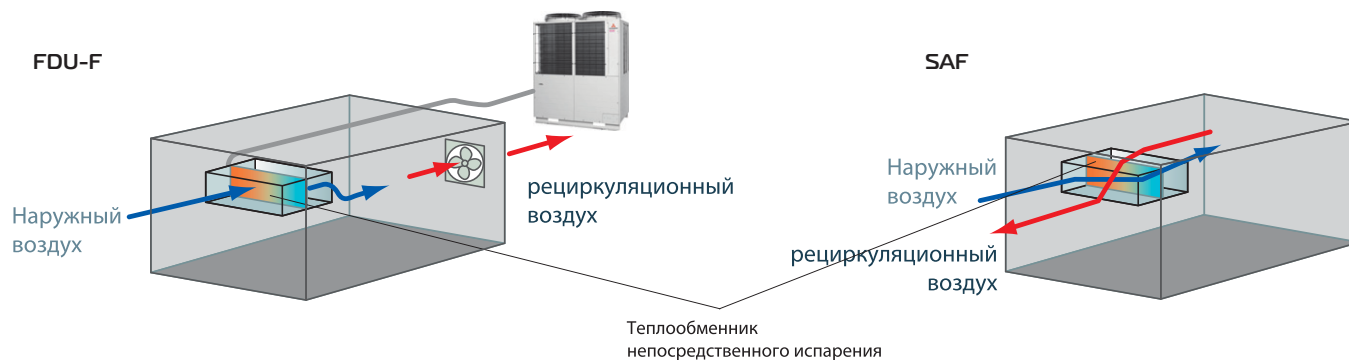 FDU-F
SAF
Наружный
воздух
рециркуляционный
воздух
Наружный
воздух
рециркуляционный
воздух
Теплообменник
непосредственного испарения